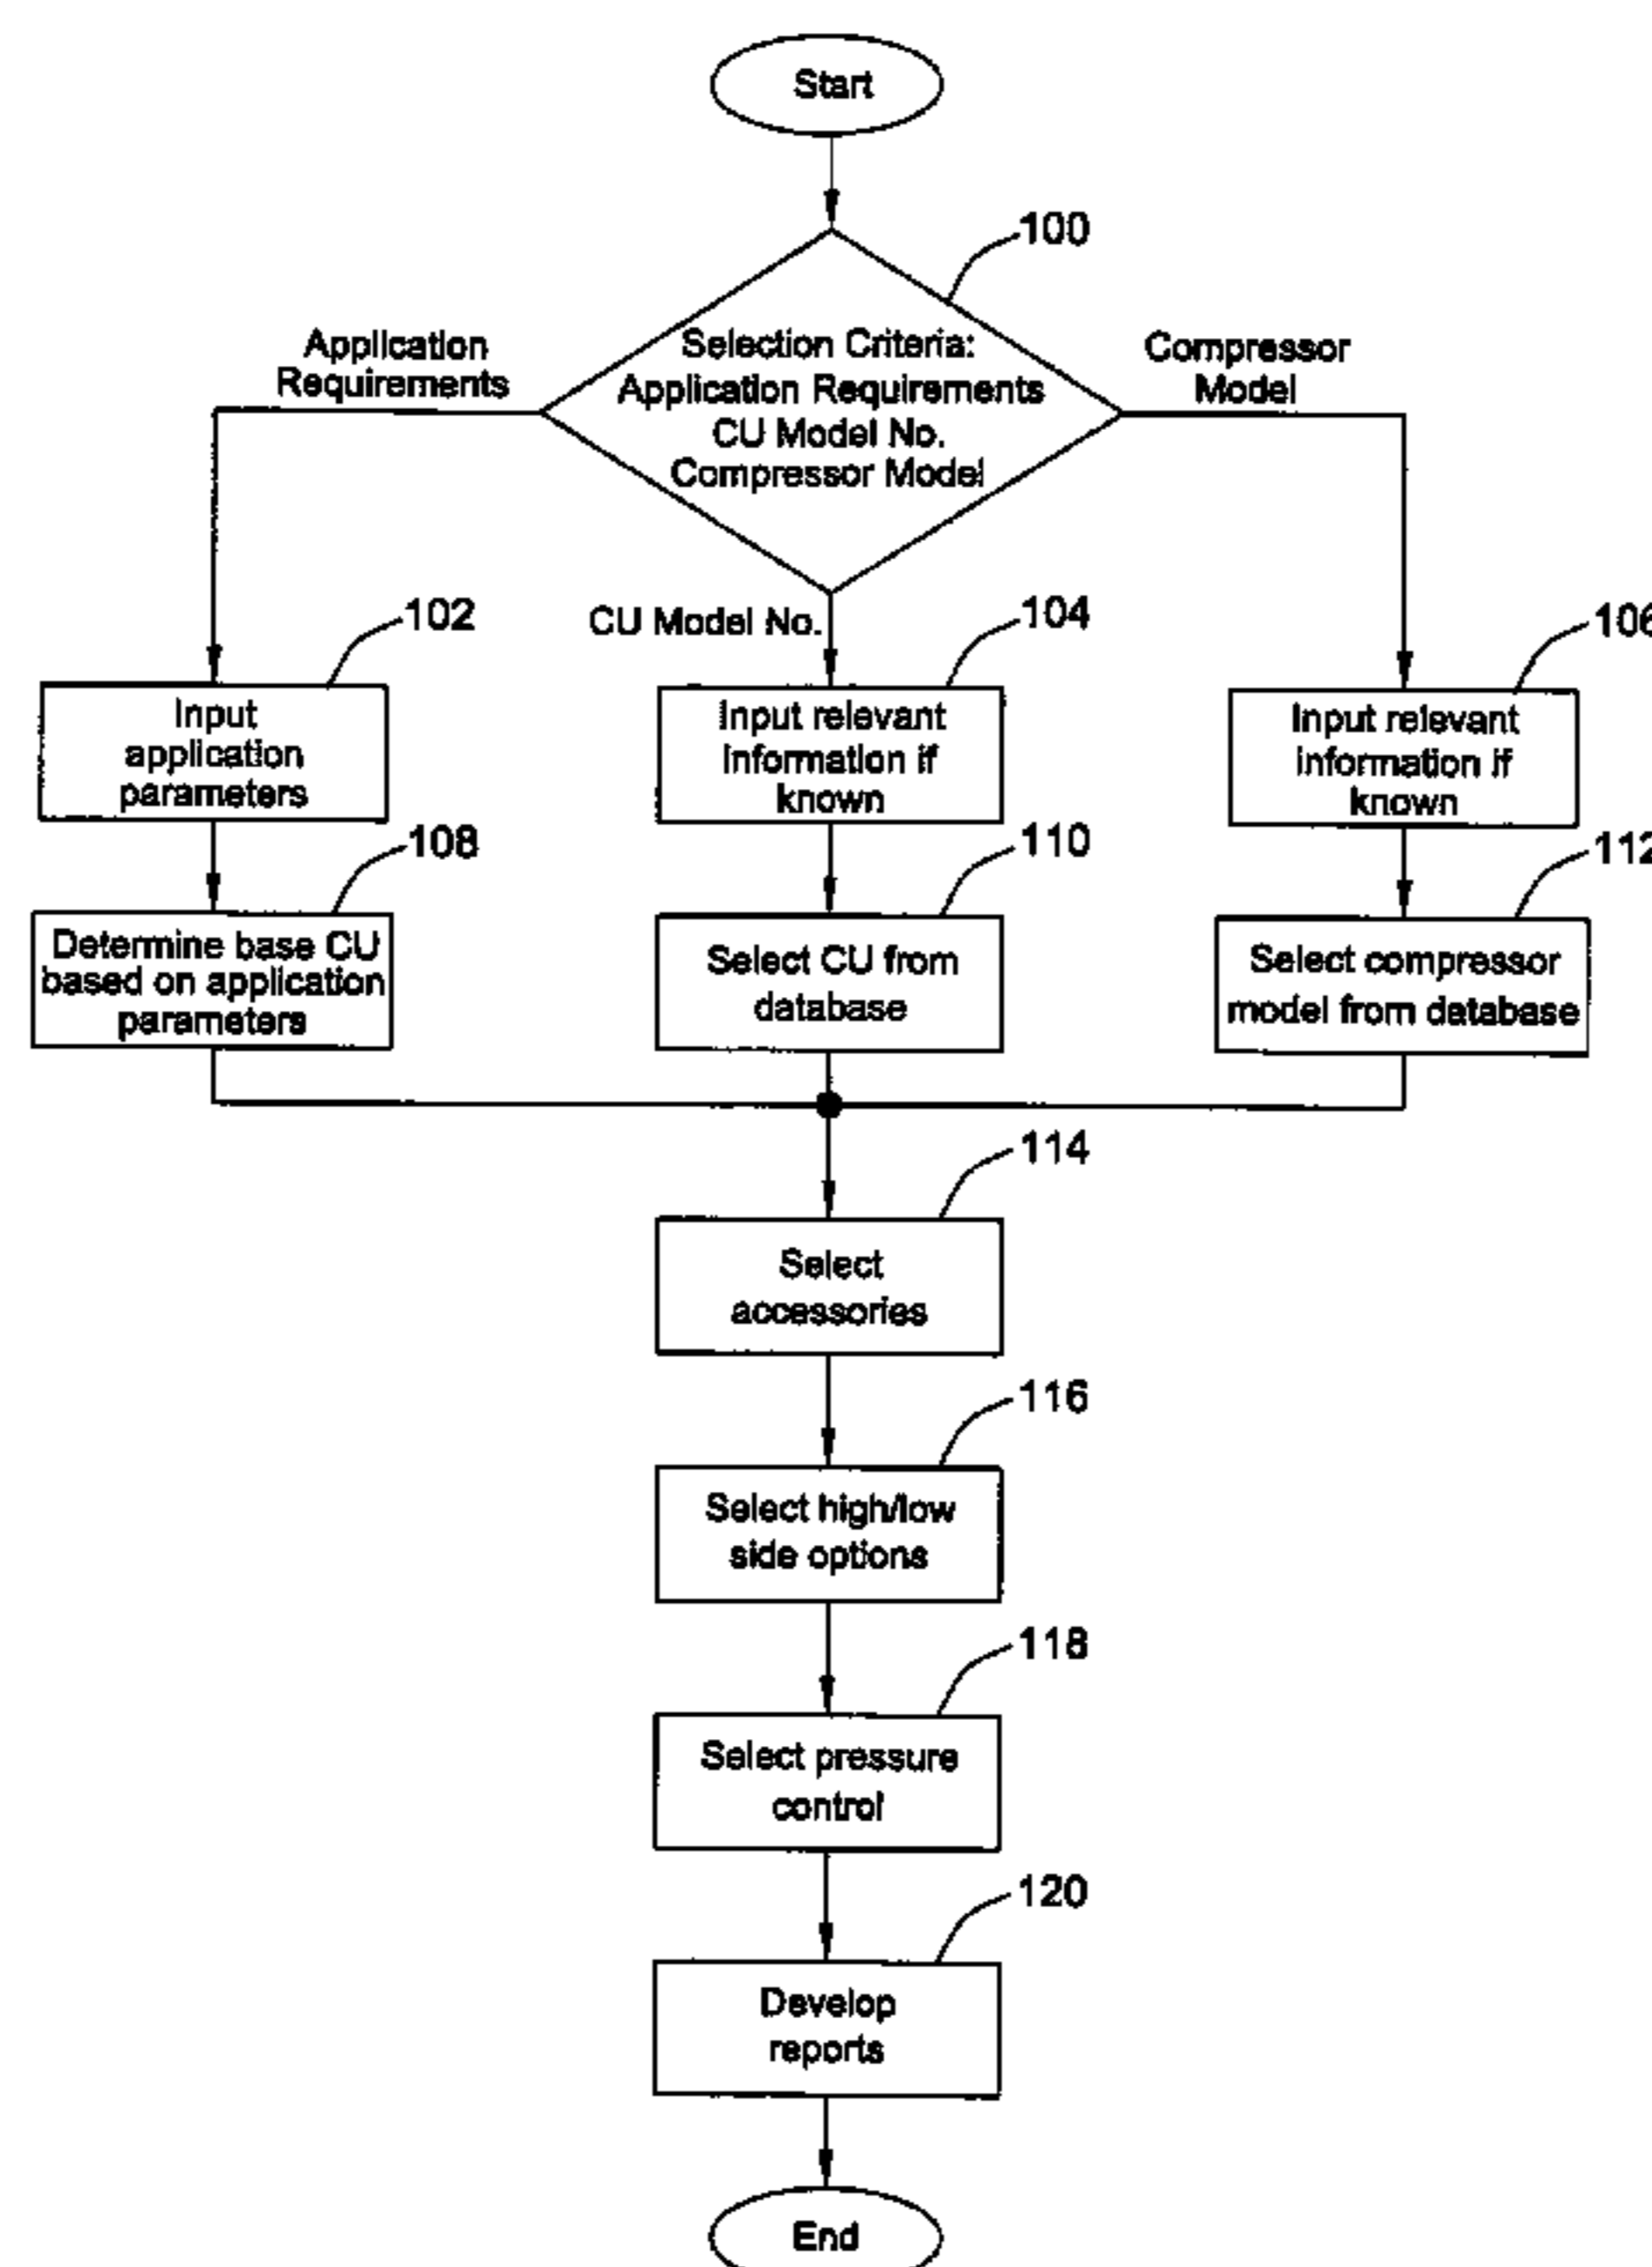 Start
100
Selection Criteria:
Application Requirements
CU Model No.
Compressor Model
Application
Requirements
Compressor
Model
CU Model No.
102
104
106
Input
application
parameters
Input relevant
information if
known
Input relevant
information if
known
108
110
112
Determine base CU
based on application
parameters
Select CU from
database
Select compressor
model from database
114
Select
accessories
116
Select high/low
side options
118
Select pressure
control
120
Develop
reports
End